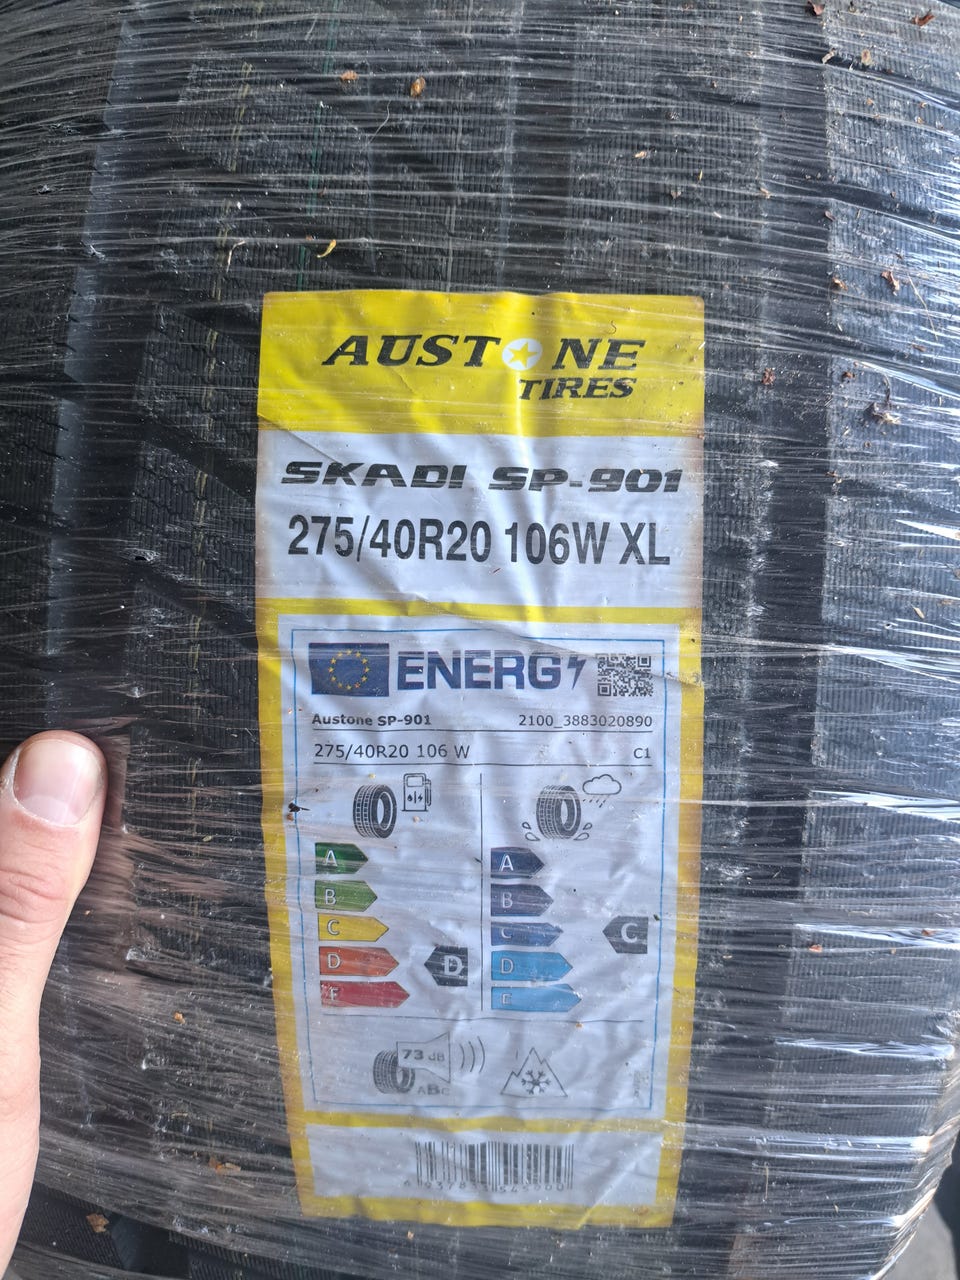 AUSTONE
TIRES
SKADI SP-901
275/40R20 106W XL
ENERG
Austone SP-901 2100_3883020890
275/40R20 106 W C1
A A
B B
C C C
D D D
E E
73 dB
ABC